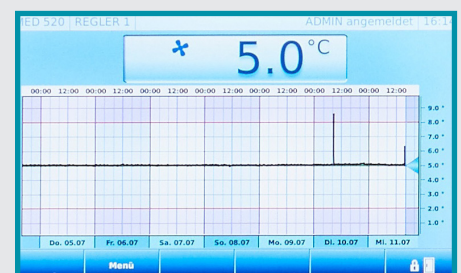 MED 520 | REGLER 1 | ADMIN angemeldet | 16:14
5.0 °C
00:00 12:00 00:00 12:00 00:00 12:00 00:00 12:00 00:00 12:00 00:00 12:00 00:00 12:00
9.0 °
8.0 °
7.0 °
6.0 °
5.0 °
4.0 °
3.0 °
2.0 °
1.0 °
Do. 05.07 Fr. 06.07 Sa. 07.07 So. 08.07 Mo. 09.07 Di. 10.07 Mi. 11.07
Menü